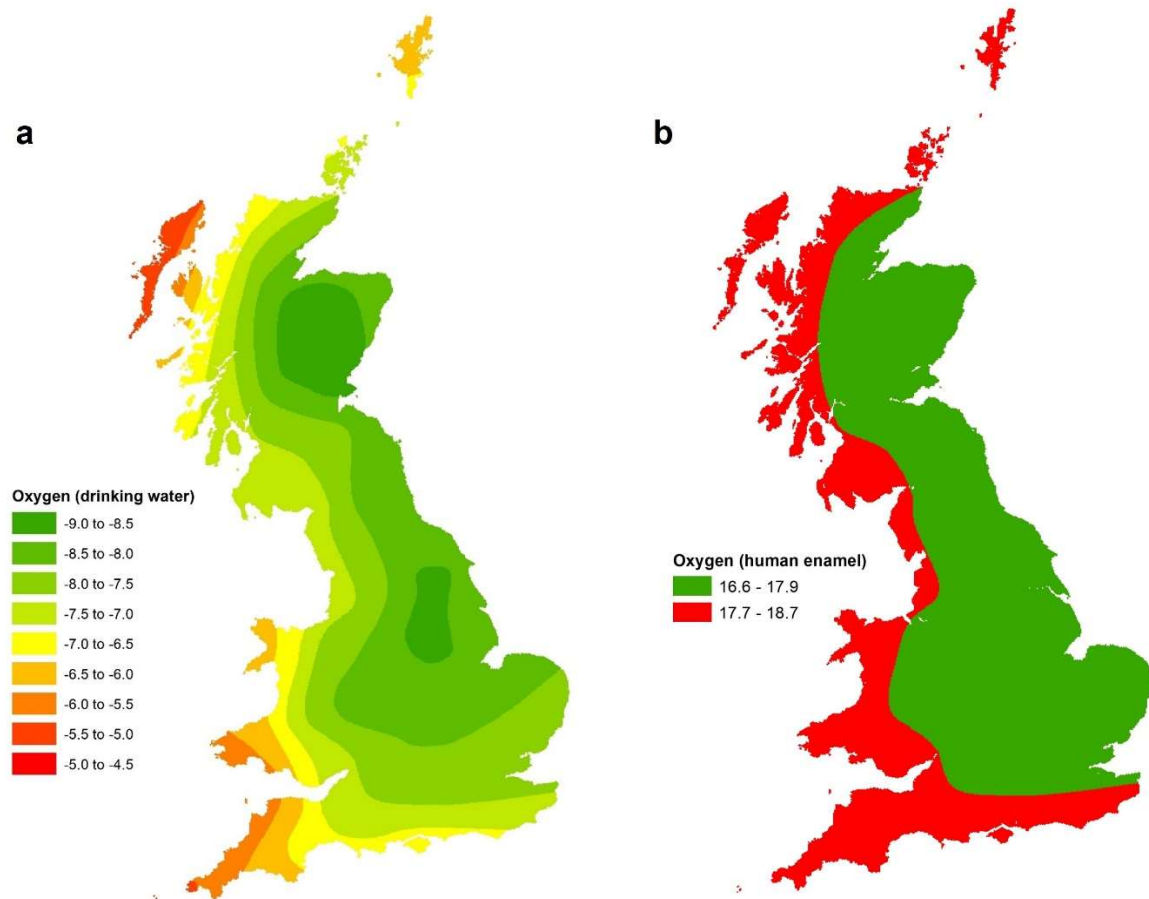 a
Oxygen (drinking water)
-9.0 to -8.5
-8.5 to -8.0
-8.0 to -7.5
-7.5 to -7.0
-7.0 to -6.5
-6.5 to -6.0
-6.0 to -5.5
-5.5 to -5.0
-5.0 to -4.5
b
Oxygen (human enamel)
16.6 - 17.9
17.7 - 18.7